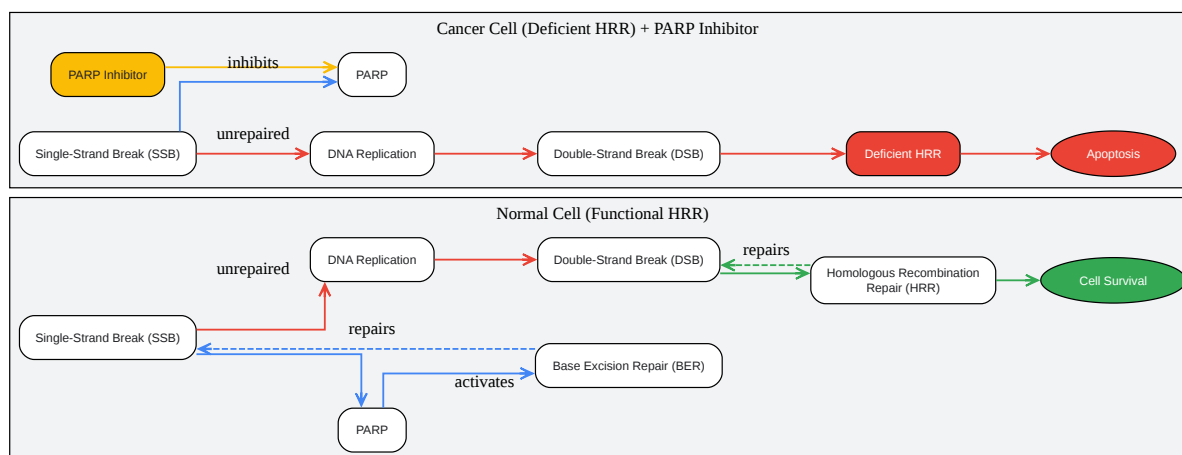 Cancer Cell (Deficient HRR) + PARP Inhibitor
PARP Inhibitor
inhibits
PARP
Single-Strand Break (SSB)
unrepaired
DNA Replication
Double-Strand Break (DSB)
Deficient HRR
Apoptosis
Normal Cell (Functional HRR)
unrepaired
DNA Replication
Double-Strand Break (DSB)
repairs
Homologous Recombination
Repair (HRR)
Cell Survival
Single-Strand Break (SSB)
repairs
Base Excision Repair (BER)
activates
PARP